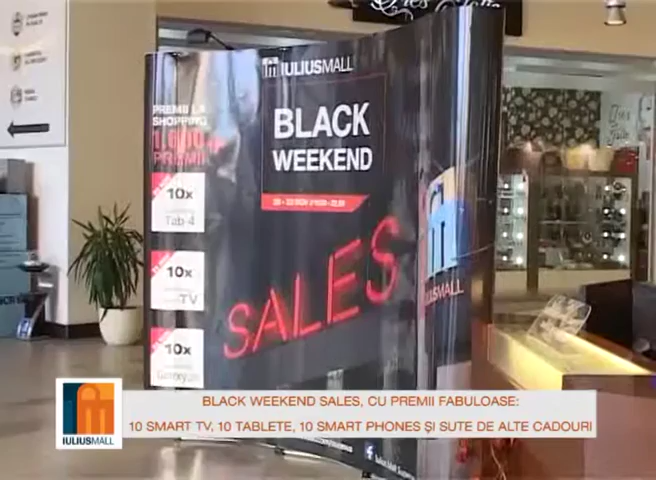 IULIUSMALL
BLACK
WEEKEND
PREMII LA
SHOPPING
PREMII
10x
Tab 4
10x
TV
10x
SALES
IULIUSMALL
BLACK WEEKEND SALES, CU PREMII FABULOASE:
10 SMART TV, 10 TABLETE, 10 SMART PHONES ȘI SUTE DE ALTE CADOURI
IULIUSMALL